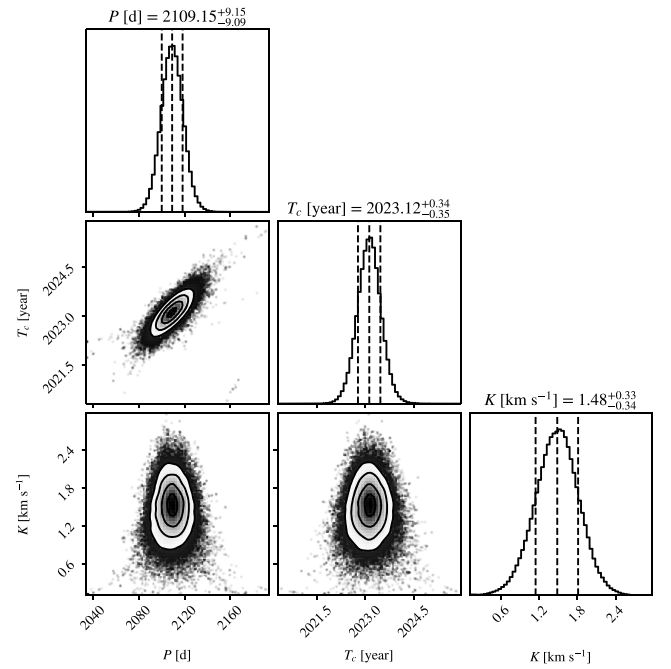 P [d] = 2109.15^{+9.15}_{-9.09}
T_c [year] = 2023.12^{+0.34}_{-0.35}
T_c [year]
2024.5
2023.0
2021.5
K [km s^{-1}] = 1.48^{+0.33}_{-0.34}
K [km s^{-1}]
2.4
1.8
1.2
0.6
2040 2080 2120 2160
2021.5 2023.0 2024.5
0.6 1.2 1.8 2.4
P [d]
T_c [year]
K [km s^{-1}]